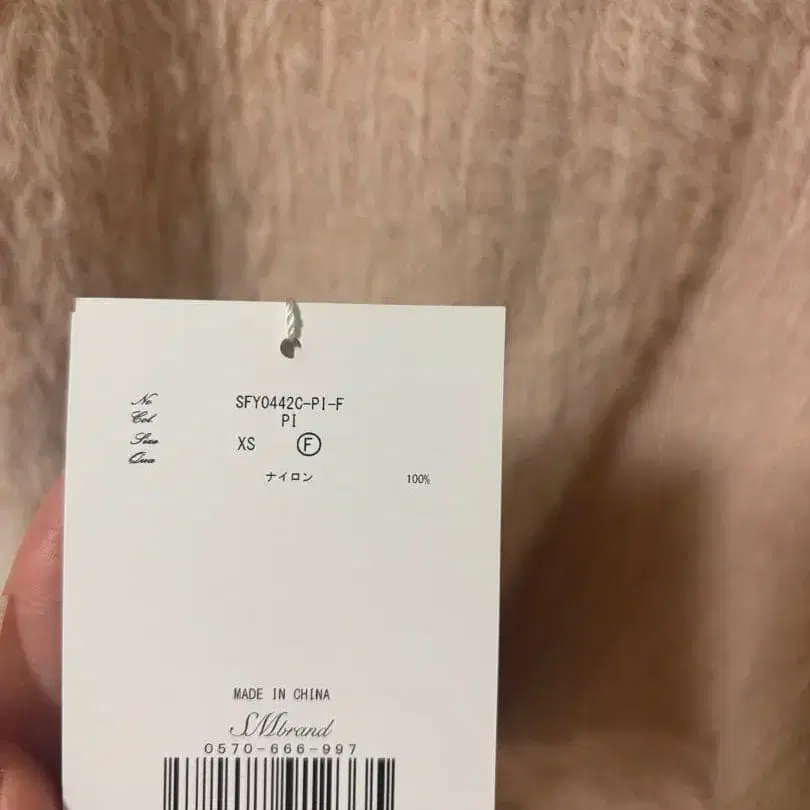 No SFY0442C-PI-F
Col. PI
Size XS Ⓕ
Qua
ナイロン 100%
MADE IN CHINA
SMbrand
0570-666-997